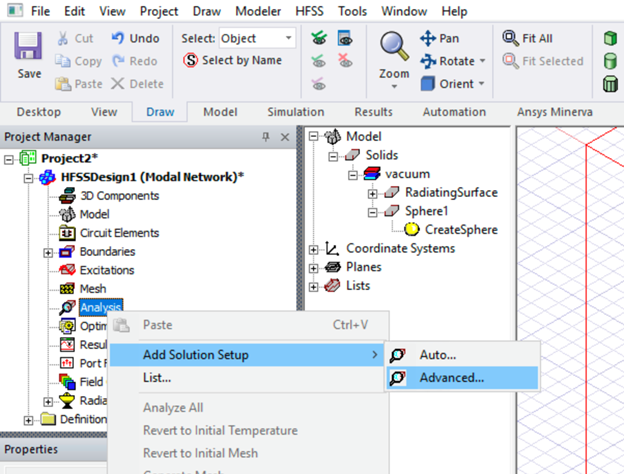 File Edit View Project Draw Modeler HFSS Tools Window Help
Save
Cut
Copy
Paste
Undo
Redo
Delete
Select: Object
Select by Name
Zoom
Pan
Rotate
Orient
Fit All
Fit Selected
Desktop View Draw Model Simulation Results Automation Ansys Minerva
Project Manager
Project2*
HFSSDesign1 (Modal Network)*
3D Components
Model
Circuit Elements
Boundaries
Excitations
Mesh
Analysis
Optim
Resul
Port F
Field
Radia
Definition
Properties
Model
Solids
vacuum
RadiatingSurface
Sphere1
CreateSphere
Coordinate Systems
Planes
Lists
Paste Ctrl+V
Add Solution Setup
List...
Analyze All
Revert to Initial Temperature
Revert to Initial Mesh
Auto...
Advanced...